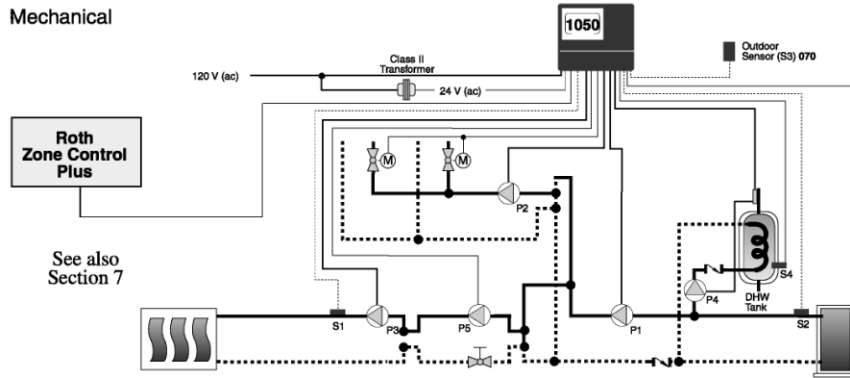 Mechanical
1050
Outdoor
Sensor (S3) 070
Class II
Transformer
120 V (ac)
24 V (ac)
Roth
Zone Control
Plus
M
M
P2
See also
Section 7
S4
P4
DHW
Tank
S1
P3
P5
P1
S2